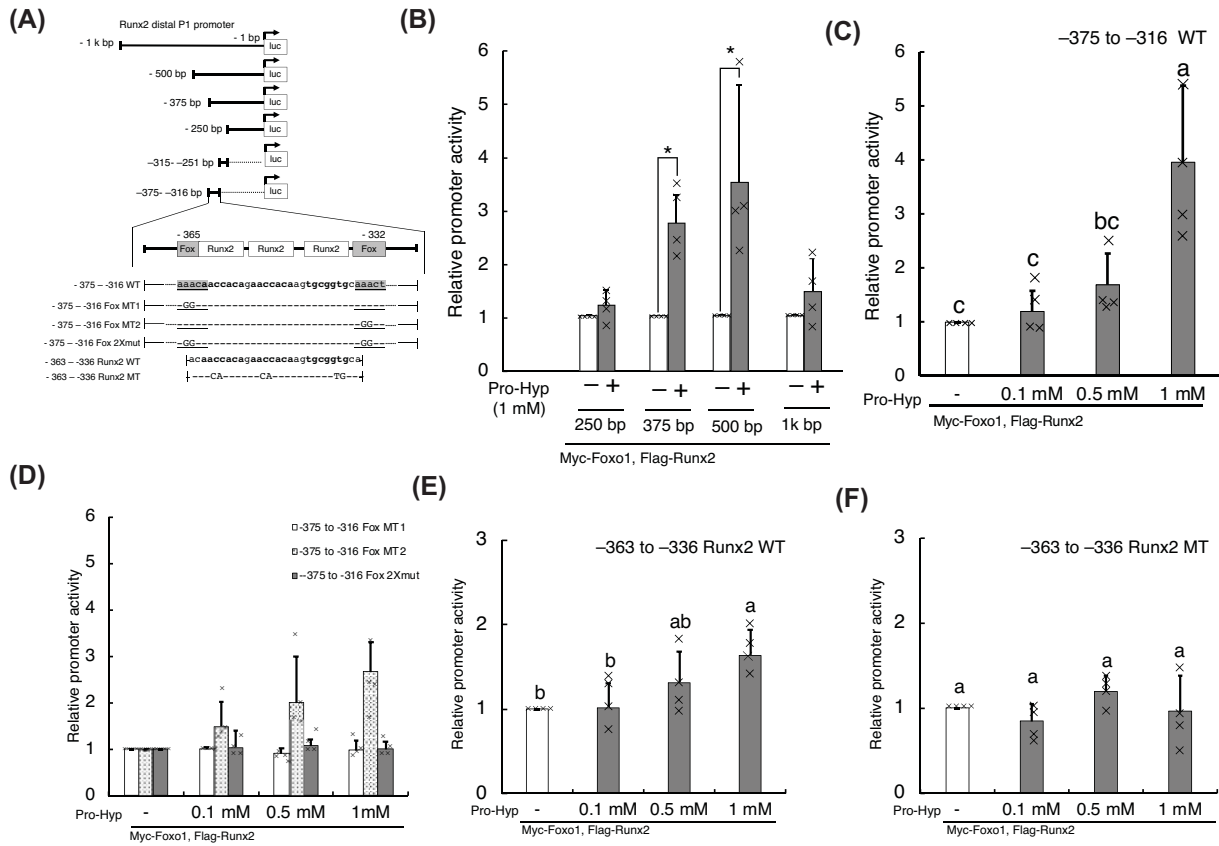 (A)
Runx2 distal P1 promoter
- 1 k bp
- 1 bp
luc
- 500 bp
luc
- 375 bp
luc
- 250 bp
luc
–315- –251 bp
luc
–375- –316 bp
luc
- 365
- 332
Fox Runx2 Runx2 Runx2 Fox
- 375 – -316 WT
aaacaaccacagaaccacaagtgcggtgcaaact
- 375 – -316 Fox MT1
GG
- 375 – -316 Fox MT2
GG
- 375 – -316 Fox 2Xmut
GG GG
- 363 – -336 Runx2 WT
acaaccacagaaccacaagtgcggtgca
- 363 – -336 Runx2 MT
CA CA TG
(B)
Relative promoter activity
6
5
4
3
2
1
0
* *
Pro-Hyp
(1 mM)
– + – + – + – +
250 bp 375 bp 500 bp 1k bp
Myc-Foxo1, Flag-Runx2
(C)
–375 to –316 WT
Relative promoter activity
6
5
4
3
2
1
0
c c bc a
Pro-Hyp - 0.1 mM 0.5 mM 1 mM
Myc-Foxo1, Flag-Runx2
(D)
Relative promoter activity
6
5
4
3
2
1
0
-375 to -316 Fox MT1
-375 to -316 Fox MT2
--375 to -316 Fox 2Xmut
Pro-Hyp - 0.1 mM 0.5 mM 1mM
Myc-Foxo1, Flag-Runx2
(E)
–363 to –336 Runx2 WT
Relative promoter activity
3
2
1
0
b b ab a
Pro-Hyp - 0.1 mM 0.5 mM 1 mM
Myc-Foxo1, Flag-Runx2
(F)
–363 to –336 Runx2 MT
Relative promoter activity
3
2
1
0
a a a a
Pro-Hyp - 0.1 mM 0.5 mM 1 mM
Myc-Foxo1, Flag-Runx2